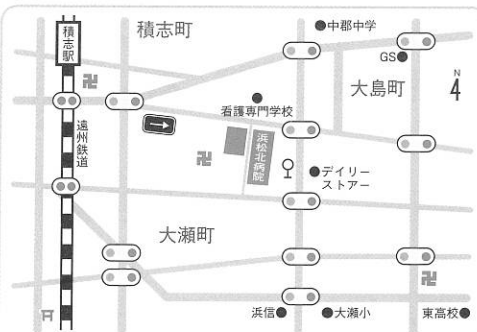 積志駅
積志町
中郡中学
GS
大島町
N
看護専門学校
遠州鉄道
浜松北病院
デイリー
ストアー
大瀬町
浜信
大瀬小
東高校